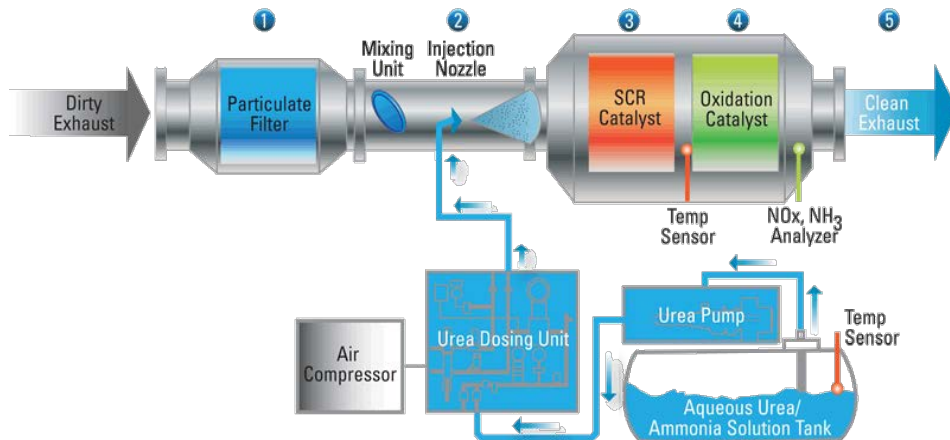 1
2
3
4
5
Mixing
Unit
Injection
Nozzle
Dirty
Exhaust
Particulate
Filter
SCR
Catalyst
Oxidation
Catalyst
Clean
Exhaust
Temp
Sensor
NOx, NH3
Analyzer
Air
Compressor
Urea Dosing Unit
Urea Pump
Temp
Sensor
Aqueous Urea/
Ammonia Solution Tank